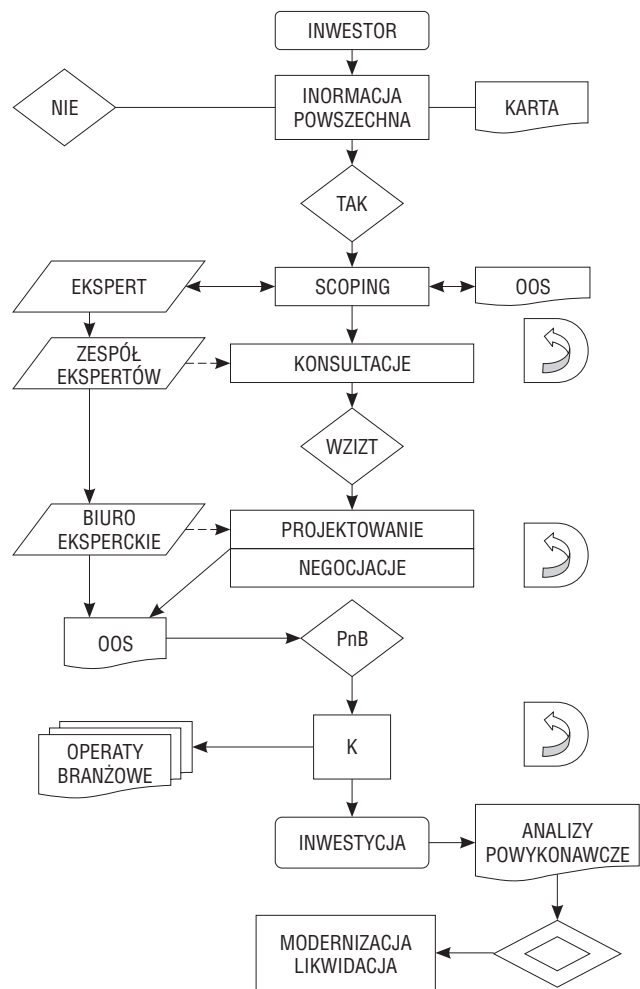 INWESTOR
NIE
INORMACJA
POWSZECHNA
KARTA
TAK
EKSPERT
SCOPING
OOS
ZESPÓŁ
EKSPERTÓW
KONSULTACJE
WZIZT
BIURO
EKSPERCKIE
PROJEKTOWANIE
NEGOCJACJE
OOS
PnB
OPERATY
BRANŻOWE
K
INWESTYCJA
ANALIZY
POWYKONAWCZE
MODERNIZACJA
LIKWIDACJA